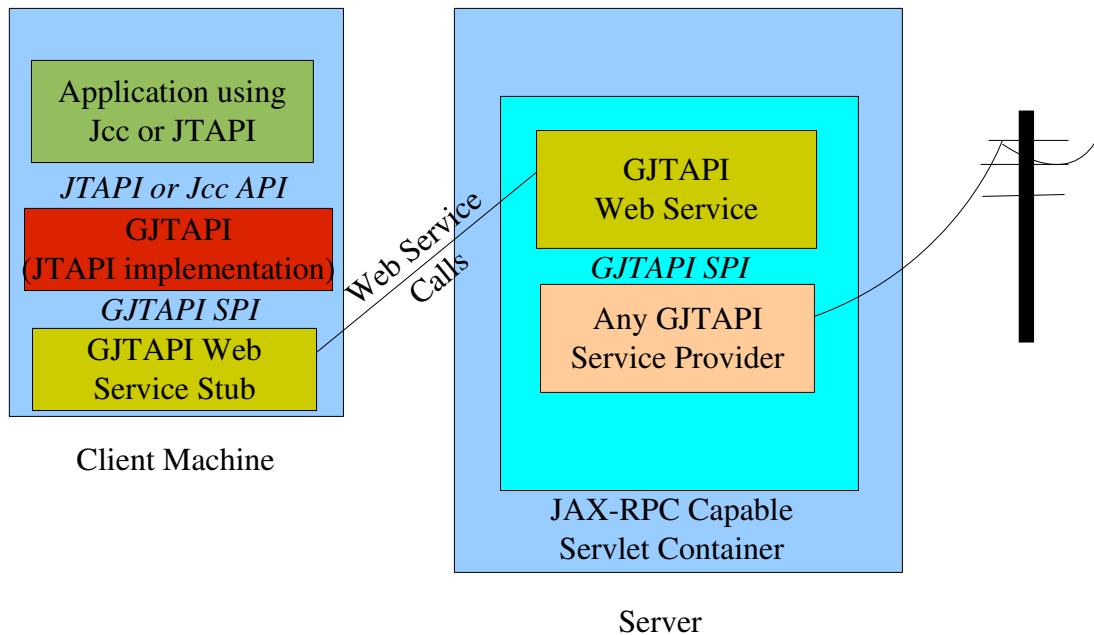 Application using
Jcc or JTAPI
JTAPI or Jcc API
GJTAPI
(JTAPI implementation)
GJTAPI SPI
GJTAPI Web
Service Stub
Client Machine
Web Service
Calls
GJTAPI
Web Service
GJTAPI SPI
Any GJTAPI
Service Provider
JAX-RPC Capable
Servlet Container
Server